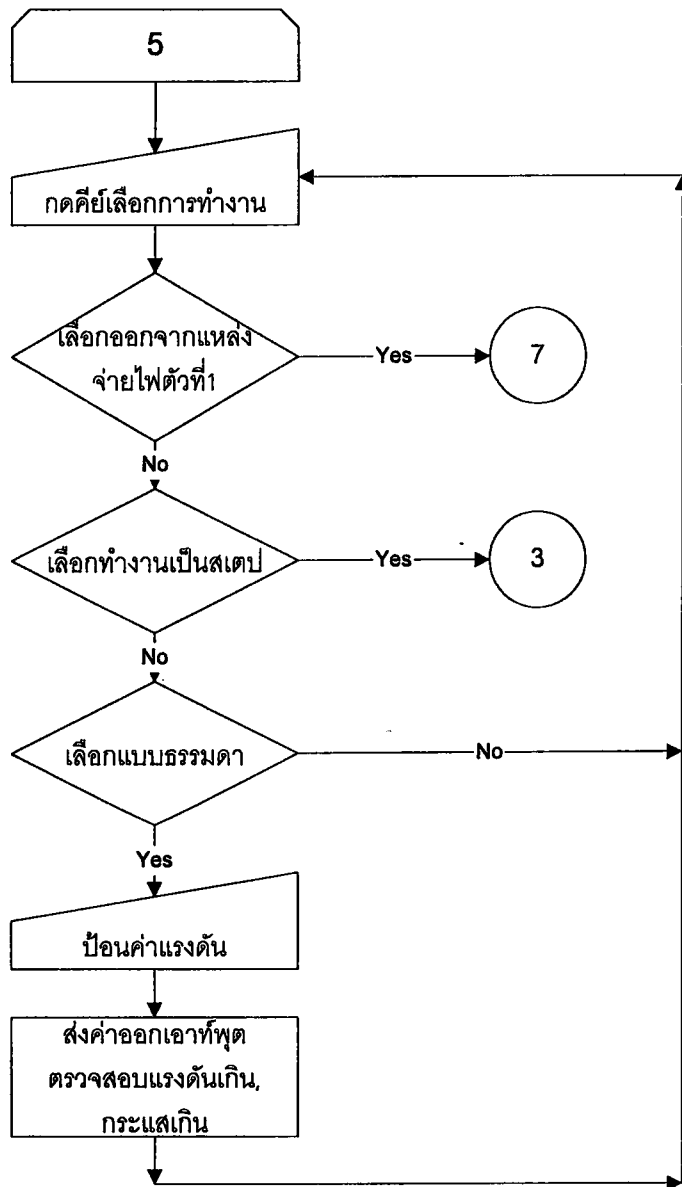 5
กดคีย์เลือกการทำงาน
เลือกออกจากแหล่ง
จ่ายไฟตัวที่1
Yes
7
No
เลือกทำงานเป็นสเตป
Yes
3
No
เลือกแบบธรรมดา
No
Yes
ป้อนค่าแรงดัน
ส่งค่าออกเอาท์พุต
ตรวจสอบแรงดันเกิน,
กระแสเกิน